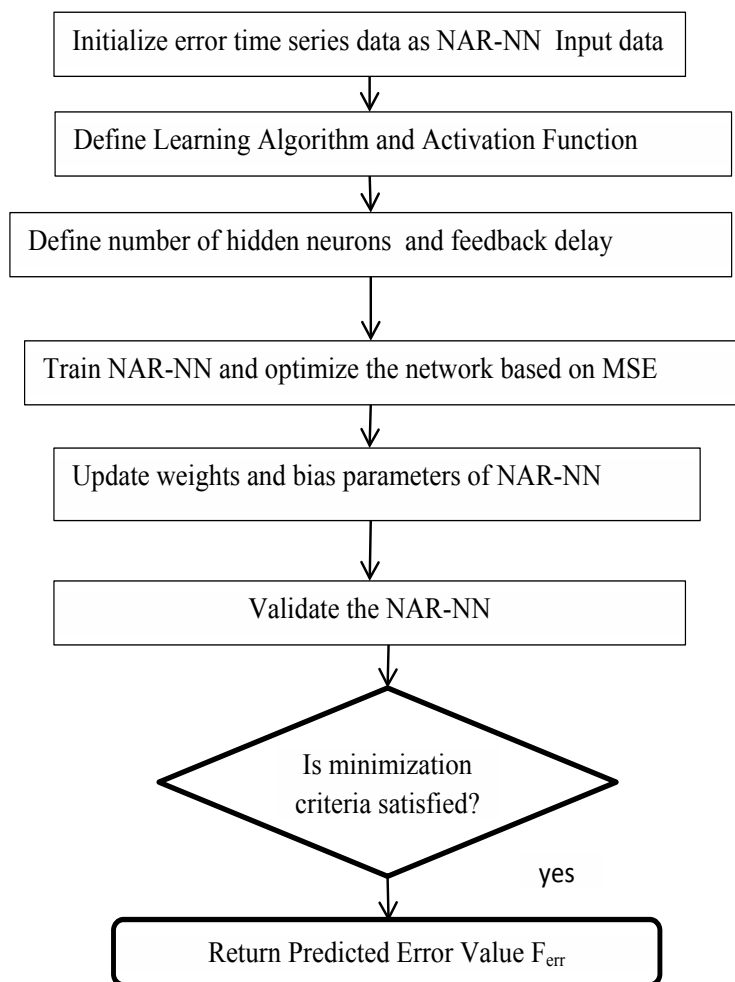 Initialize error time series data as NAR-NN Input data
Define Learning Algorithm and Activation Function
Define number of hidden neurons and feedback delay
Train NAR-NN and optimize the network based on MSE
Update weights and bias parameters of NAR-NN
Validate the NAR-NN
Is minimization
criteria satisfied?
yes
Return Predicted Error Value Ferr